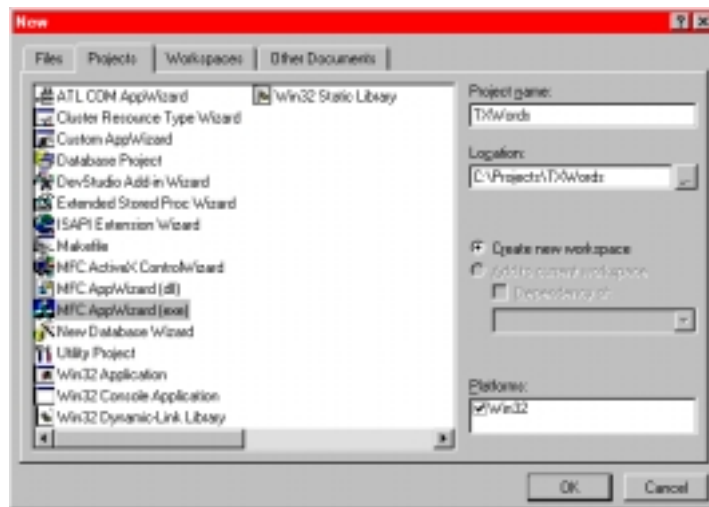 New
Files Projects Workspaces Other Documents
ATL COM AppWizard
Cluster Resource Type Wizard
Custom AppWizard
Database Project
DevStudio Add-in Wizard
Extended Stored Proc Wizard
ISAPI Extension Wizard
Makefile
MFC ActiveX ControlWizard
MFC AppWizard (dll)
MFC AppWizard (exe)
New Database Wizard
Utility Project
Win32 Application
Win32 Console Application
Win32 Dynamic-Link Library
Win32 Static Library
Project name:
TXWords
Location:
C:\Projects\TXWords
...
Create new workspace
Add to current workspace
Dependency of:
Platforms:
Win32
OK Cancel